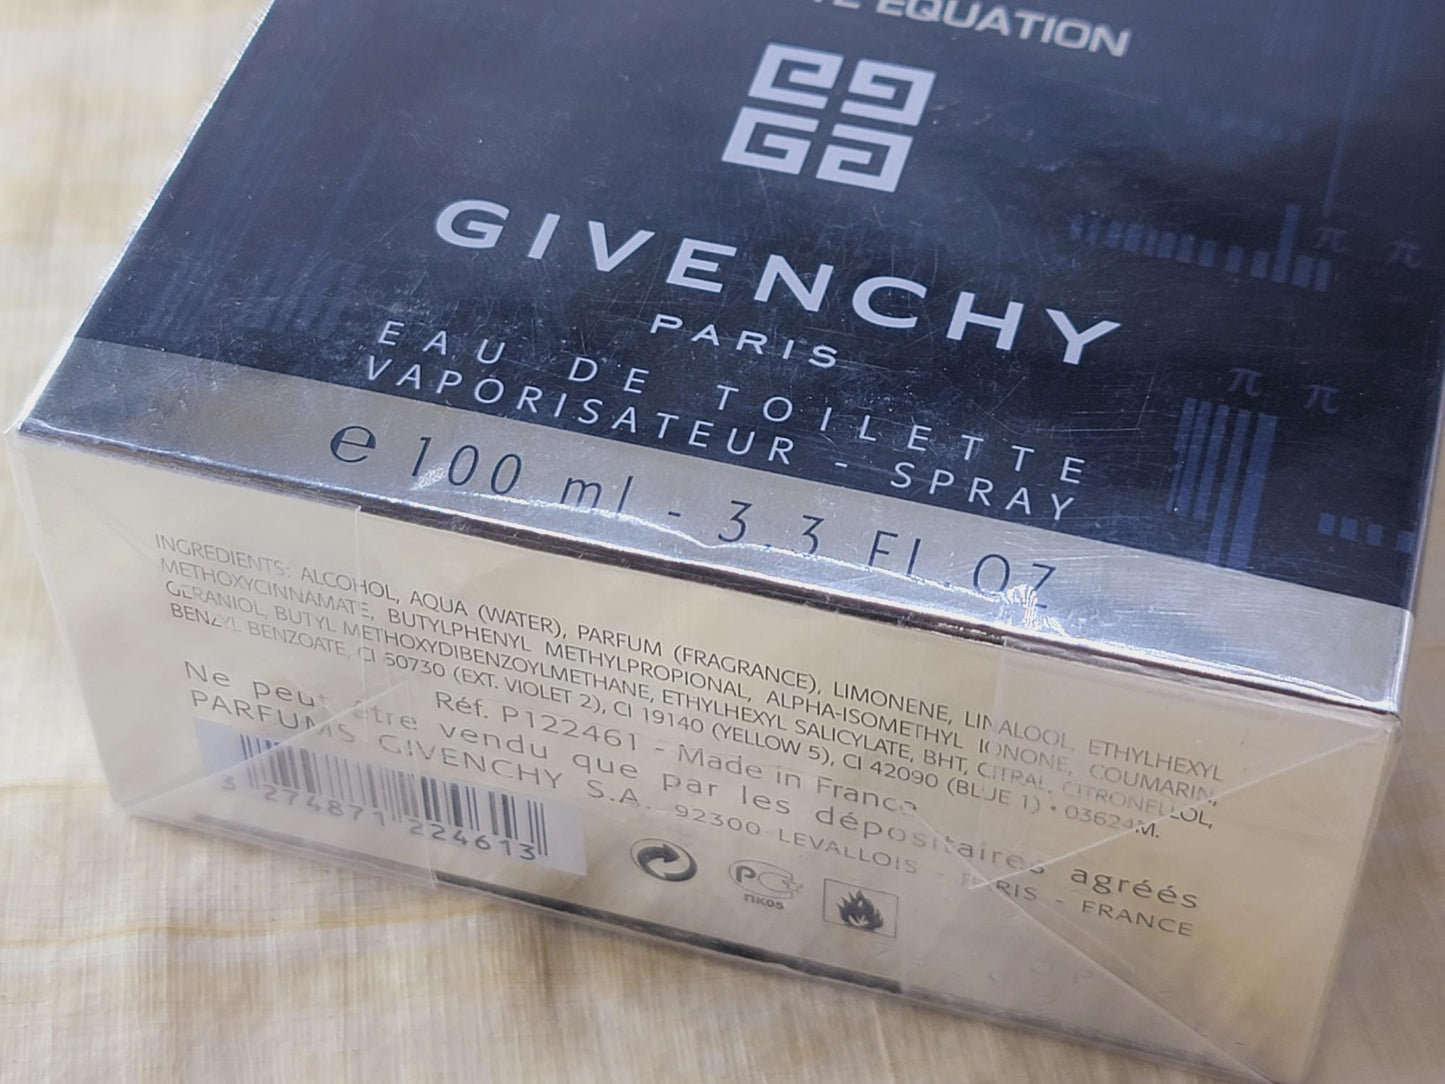 EQUATION
GIVENCHY
PARIS
EAU DE TOILETTE
VAPORISATEUR - SPRAY
e 100 ml - 3.3 FL.OZ
INGREDIENTS: ALCOHOL, AQUA (WATER), PARFUM (FRAGRANCE), LIMONENE, LINALOOL, ETHYLHEXYL
METHOXYCINNAMATE, BUTYLPHENYL METHYLPROPIONAL, ALPHA-ISOMETHYL IONONE, COUMARIN,
GERANIOL, BUTYL METHOXYDIBENZOYLMETHANE, ETHYLHEXYL SALICYLATE, BHT, CITRAL, CITRONELLOL,
BENZYL BENZOATE, CI 60730 (EXT. VIOLET 2), CI 19140 (YELLOW 5), CI 42090 (BLUE 1) • 03624M.
Réf. P122461 - Made in France
Ne peut être vendu que par les dépositaires agréés
PARFUMS GIVENCHY S.A. 92300 LEVALLOIS - PARIS - FRANCE
3 274871 224613
PC
ПК05
π π
π π